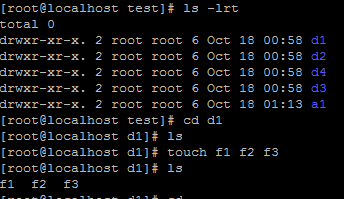 [root@localhost test]# ls -lrt
total 0
drwxr-xr-x. 2 root root 6 Oct 18 00:58 d1
drwxr-xr-x. 2 root root 6 Oct 18 00:58 d2
drwxr-xr-x. 2 root root 6 Oct 18 00:58 d4
drwxr-xr-x. 2 root root 6 Oct 18 00:58 d3
drwxr-xr-x. 2 root root 6 Oct 18 01:13 a1
[root@localhost test]# cd d1
[root@localhost d1]# ls
[root@localhost d1]# touch f1 f2 f3
[root@localhost d1]# ls
f1  f2  f3